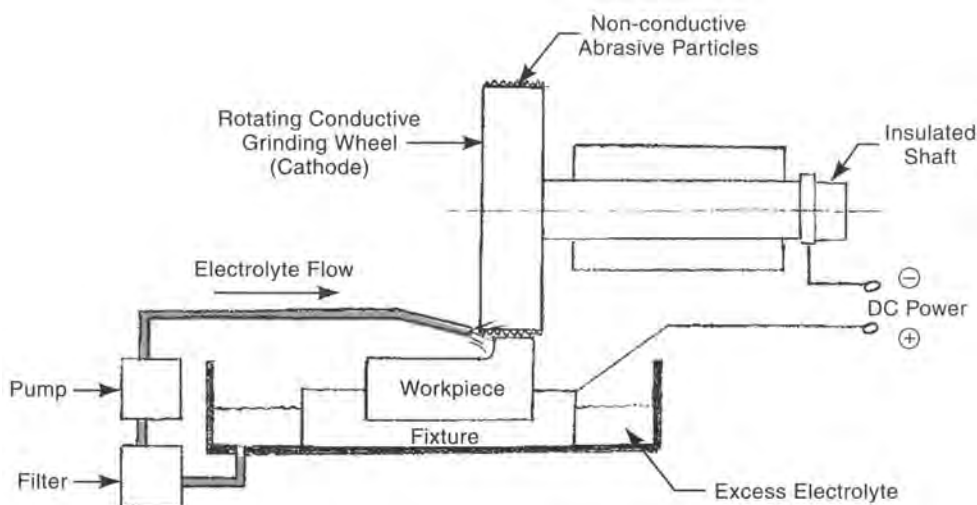 Non-conductive
Abrasive Particles
Rotating Conductive
Grinding Wheel
(Cathode)
Insulated
Shaft
Electrolyte Flow
⊖
DC Power
⊕
Pump
Workpiece
Fixture
Filter
Excess Electrolyte